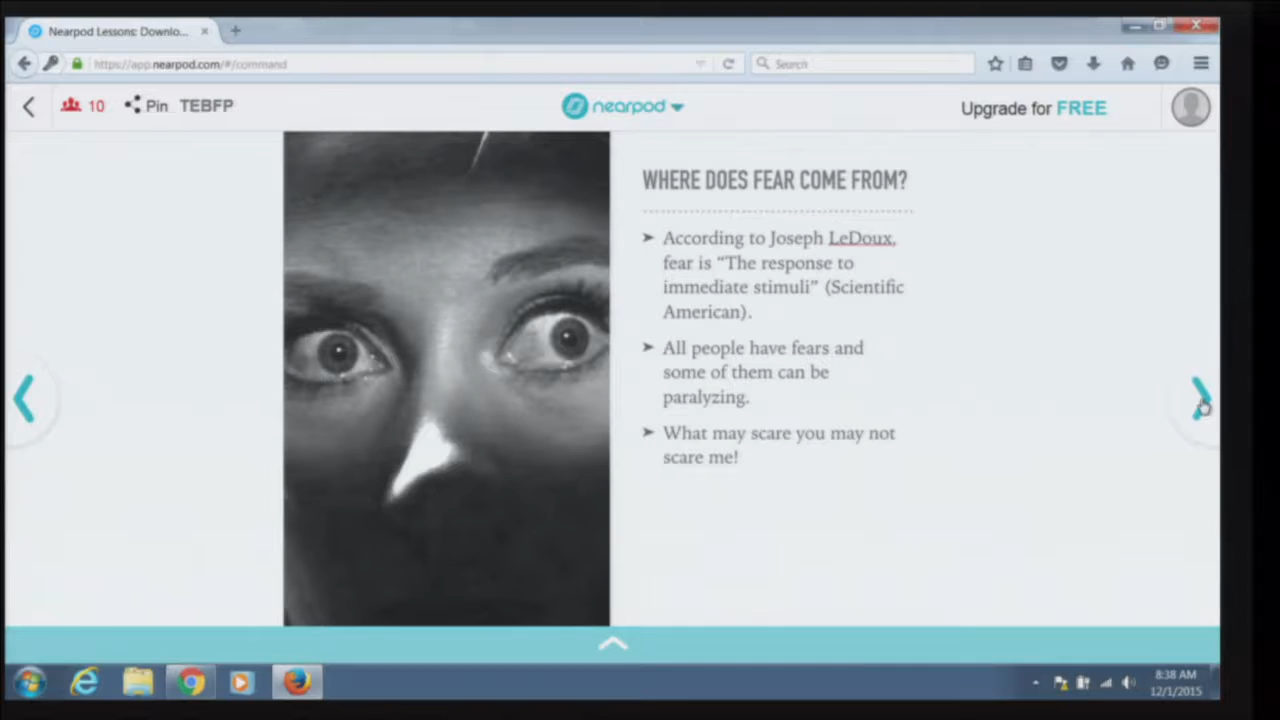 Nearpod Lessons: Downlo...
https://app.nearpod.com/#/command
Search
10
Pin TEBFP
nearpod
Upgrade for FREE
WHERE DOES FEAR COME FROM?
➤ According to Joseph LeDoux,
fear is “The response to
immediate stimuli” (Scientific
American).
➤ All people have fears and
some of them can be
paralyzing.
➤ What may scare you may not
scare me!
8:38 AM
12/1/2015